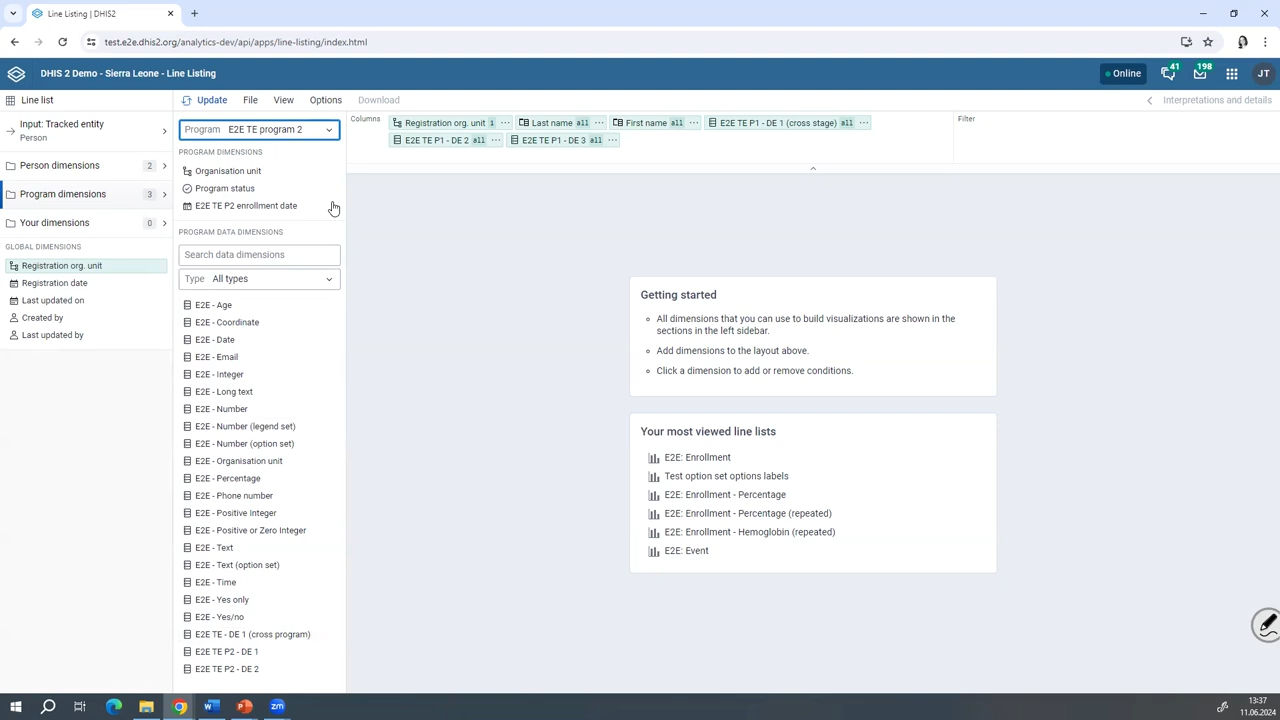 Line Listing | DHIS2
test.e2e.dhis2.org/analytics-dev/api/apps/line-listing/index.html
DHIS 2 Demo - Sierra Leone - Line Listing
Online
41
198
JT
Line list
Update
File
View
Options
Download
Interpretations and details
Input: Tracked entity
Person
Person dimensions 2
Program dimensions 3
Your dimensions 0
GLOBAL DIMENSIONS
Registration org. unit
Registration date
Last updated on
Created by
Last updated by
Program E2E TE program 2
PROGRAM DIMENSIONS
Organisation unit
Program status
E2E TE P2 enrollment date
PROGRAM DATA DIMENSIONS
Search data dimensions
Type All types
E2E - Age
E2E - Coordinate
E2E - Date
E2E - Email
E2E - Integer
E2E - Long text
E2E - Number
E2E - Number (legend set)
E2E - Number (option set)
E2E - Organisation unit
E2E - Percentage
E2E - Phone number
E2E - Positive Integer
E2E - Positive or Zero Integer
E2E - Text
E2E - Text (option set)
E2E - Time
E2E - Yes only
E2E - Yes/no
E2E TE - DE 1 (cross program)
E2E TE P2 - DE 1
E2E TE P2 - DE 2
Columns
Registration org. unit 1
Last name all
First name all
E2E TE P1 - DE 1 (cross stage) all
E2E TE P1 - DE 2 all
E2E TE P1 - DE 3 all
Filter
Getting started
All dimensions that you can use to build visualizations are shown in the
sections in the left sidebar.
Add dimensions to the layout above.
Click a dimension to add or remove conditions.
Your most viewed line lists
E2E: Enrollment
Test option set options labels
E2E: Enrollment - Percentage
E2E: Enrollment - Percentage (repeated)
E2E: Enrollment - Hemoglobin (repeated)
E2E: Event
13:37
11.06.2024